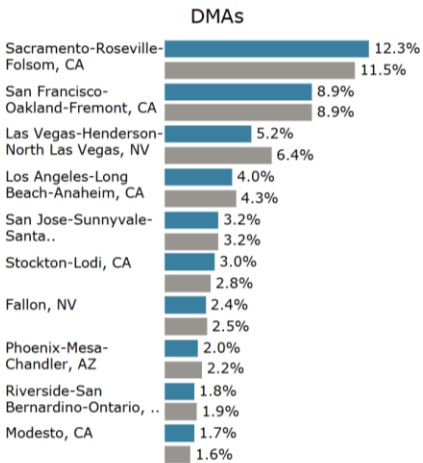 DMAs
Sacramento-Roseville-
Folsom, CA
12.3%
11.5%
San Francisco-
Oakland-Fremont, CA
8.9%
8.9%
Las Vegas-Henderson-
North Las Vegas, NV
5.2%
6.4%
Los Angeles-Long
Beach-Anaheim, CA
4.0%
4.3%
San Jose-Sunnyvale-
Santa..
3.2%
3.2%
Stockton-Lodi, CA
3.0%
2.8%
Fallon, NV
2.4%
2.5%
Phoenix-Mesa-
Chandler, AZ
2.0%
2.2%
Riverside-San
Bernardino-Ontario, ..
1.8%
1.9%
Modesto, CA
1.7%
1.6%